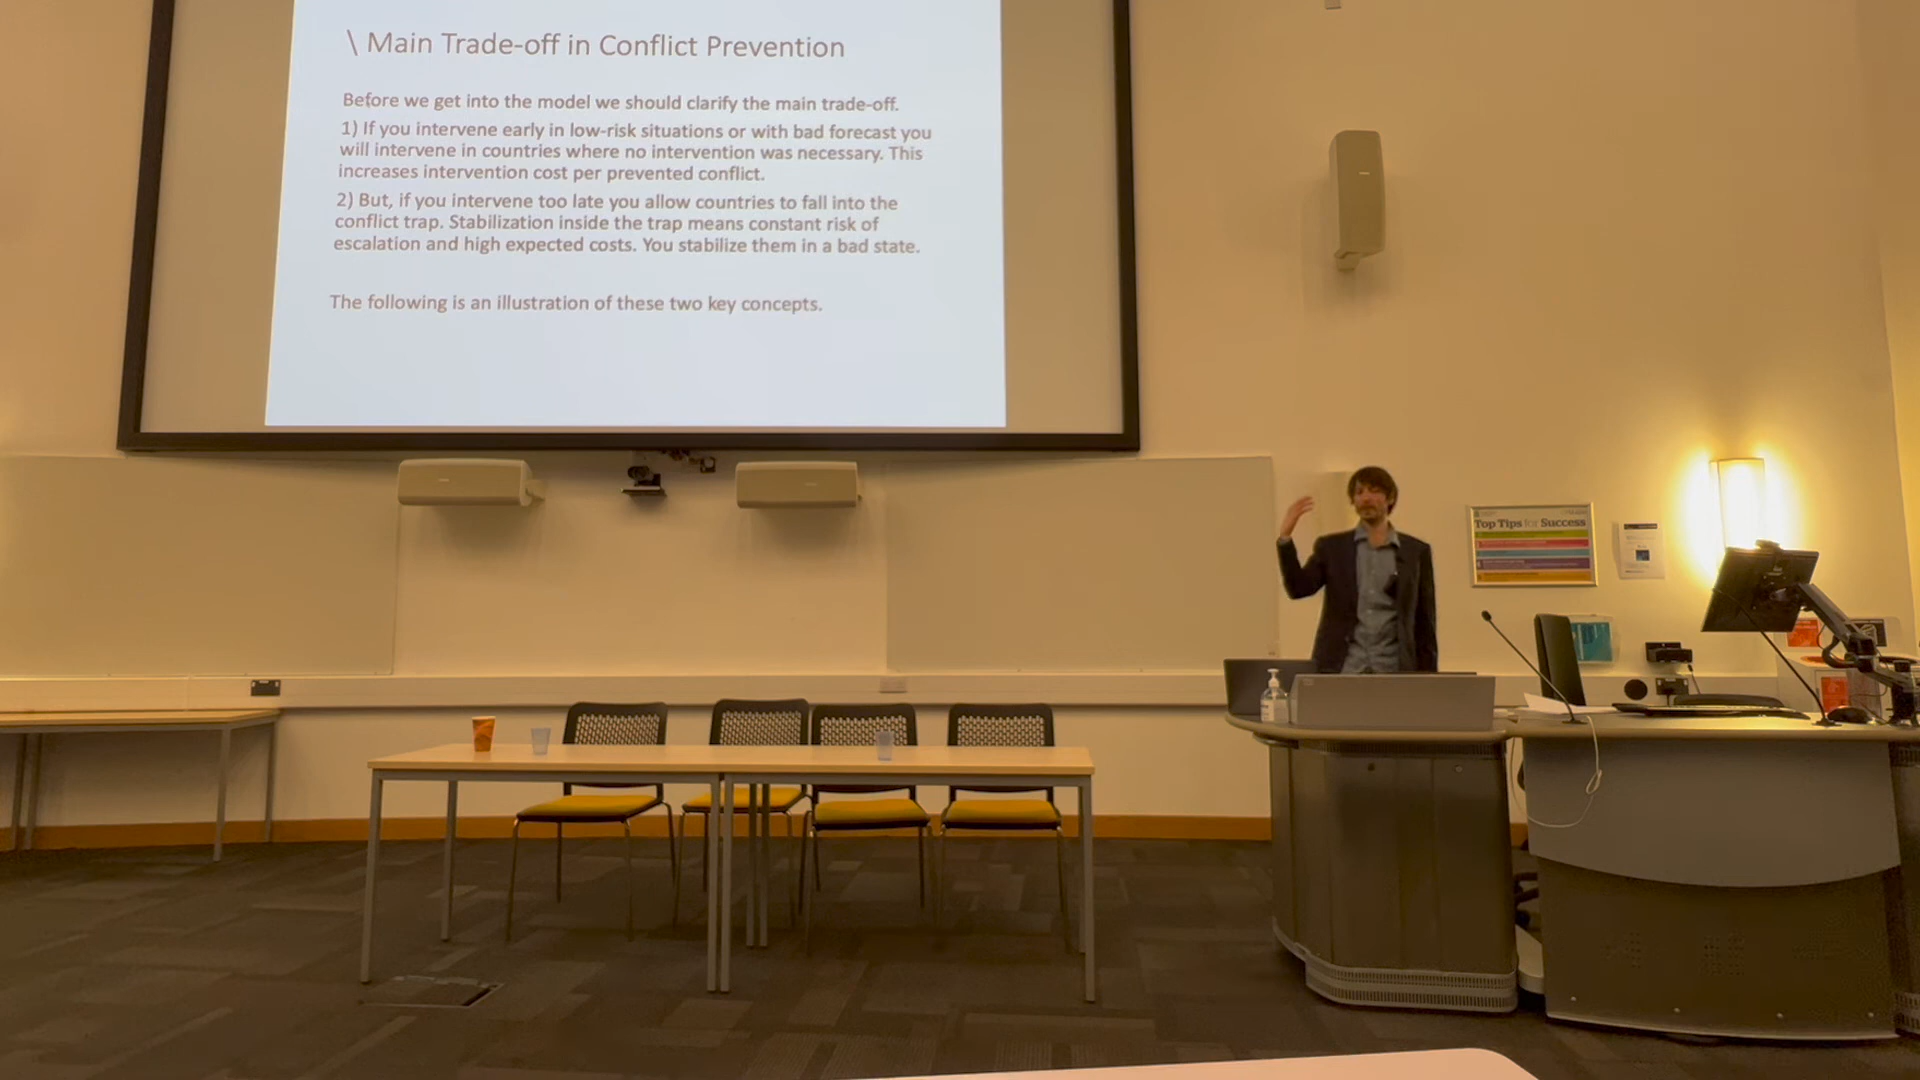 \ Main Trade-off in Conflict Prevention
Before we get into the model we should clarify the main trade-off.
1) If you intervene early in low-risk situations or with bad forecast you
will intervene in countries where no intervention was necessary. This
increases intervention cost per prevented conflict.
2) But, if you intervene too late you allow countries to fall into the
conflict trap. Stabilization inside the trap means constant risk of
escalation and high expected costs. You stabilize them in a bad state.
The following is an illustration of these two key concepts.
Top Tips for Success